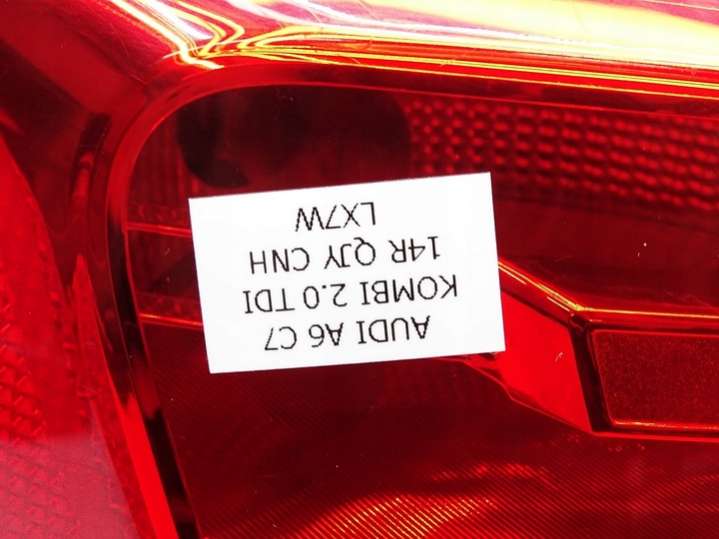 AUDI A6 C7
KOMBI 2.0 TDI
14R QJY CNH
LX7W